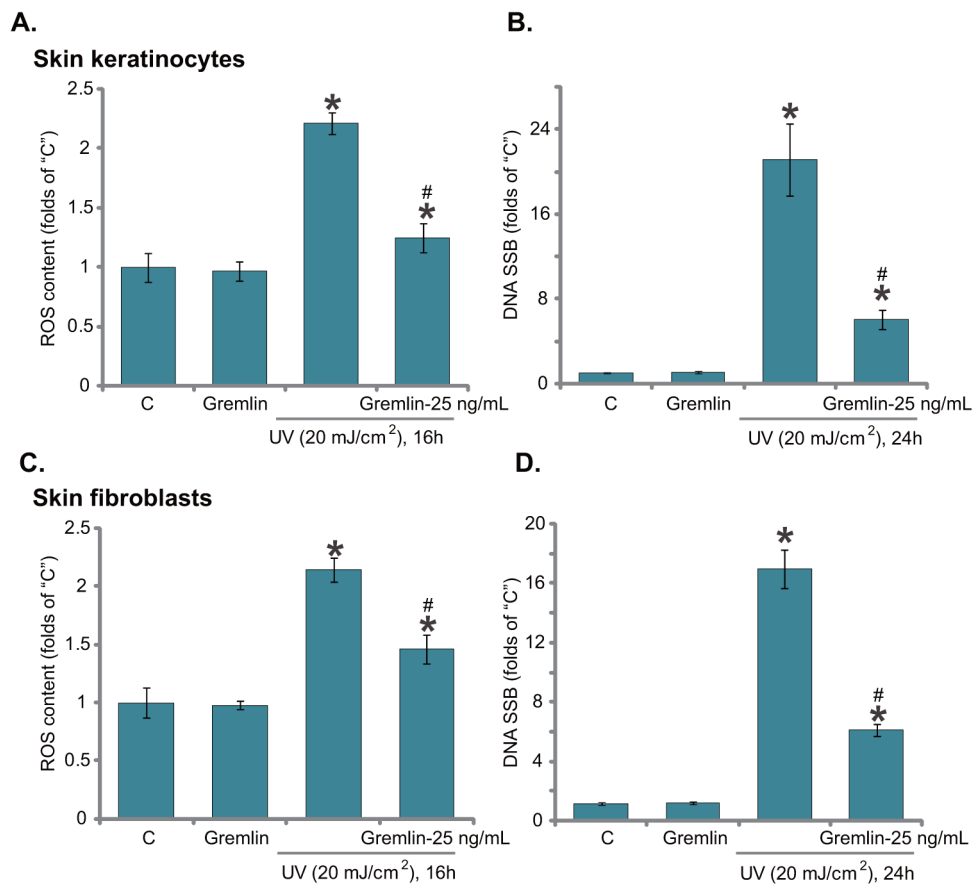 A.
Skin keratinocytes
ROS content (folds of “C”)
2.5
2
1.5
1
0.5
0
*
#
*
C
Gremlin
Gremlin-25 ng/mL
UV (20 mJ/cm²), 16h
B.
DNA SSB (folds of “C”)
24
16
8
0
*
#
*
C
Gremlin
Gremlin-25 ng/mL
UV (20 mJ/cm²), 24h
C.
Skin fibroblasts
ROS content (folds of “C”)
2.5
2
1.5
1
0.5
0
*
#
*
C
Gremlin
Gremlin-25 ng/mL
UV (20 mJ/cm²), 16h
D.
DNA SSB (folds of “C”)
20
16
12
8
4
0
*
#
*
C
Gremlin
Gremlin-25 ng/mL
UV (20 mJ/cm²), 24h